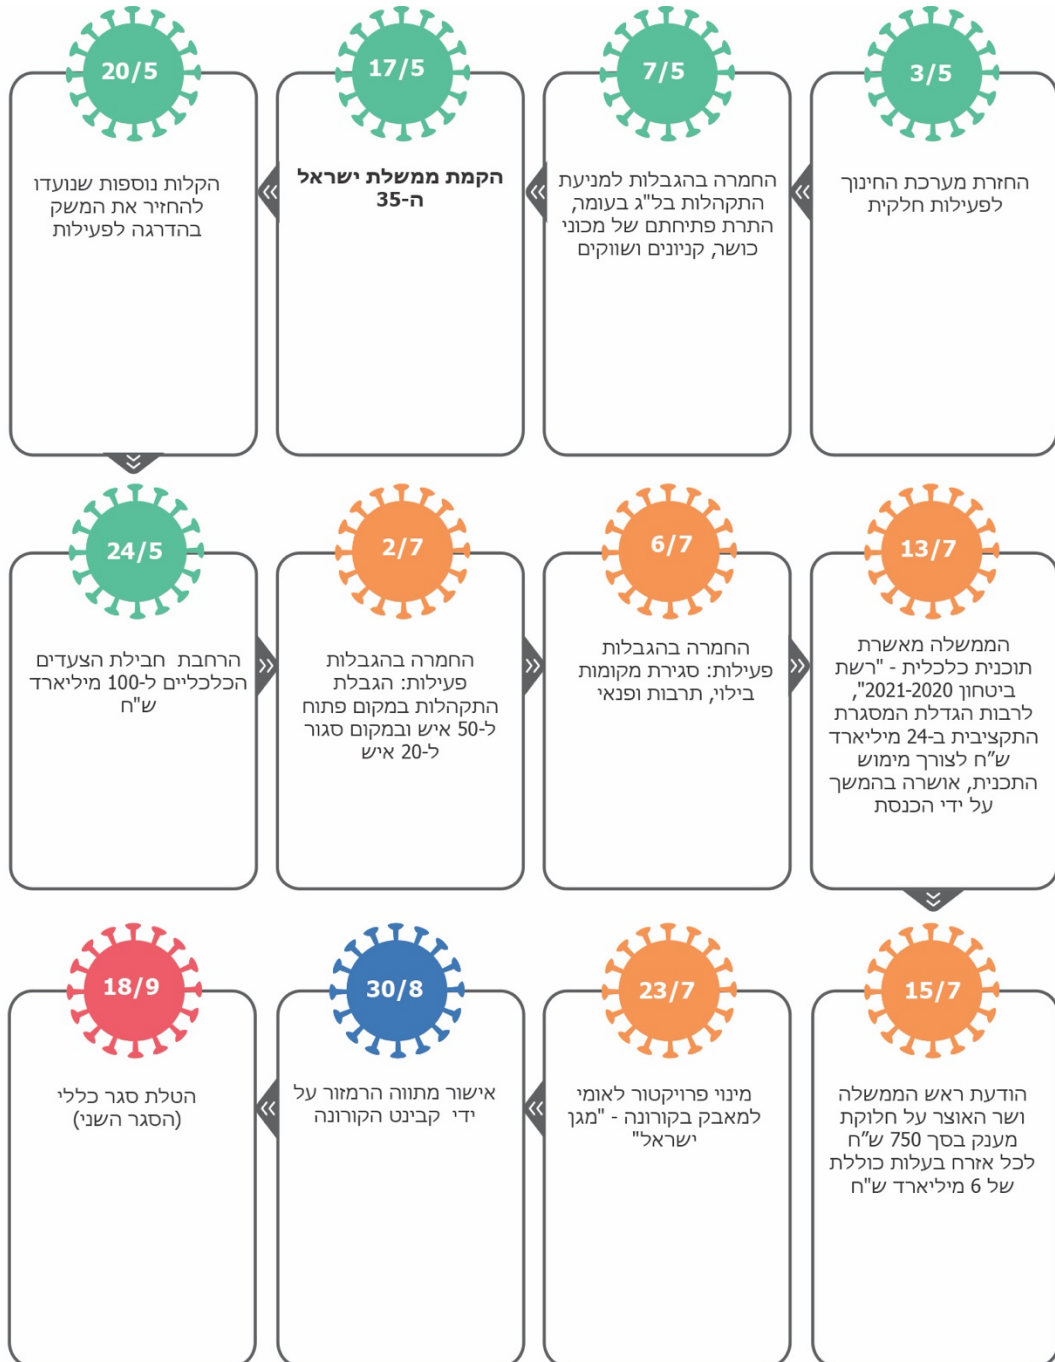 3/5
החזרת מערכת החינוך
לפעילות חלקית
7/5
החמרה בהגבלות למניעת
התקהלות בל"ג בעומר,
התרת פתיחתם של מכוני
כושר, קניונים ושווקים
17/5
הקמת ממשלת ישראל
ה-35
20/5
הקלות נוספות שנועדו
להחזיר את המשק
בהדרגה לפעילות
24/5
הרחבת חבילת הצעדים
הכלכליים ל-100 מיליארד
ש"ח
2/7
החמרה בהגבלות
פעילות: הגבלת
התקהלות במקום פתוח
ל-50 איש ובמקום סגור
ל-20 איש
6/7
החמרה בהגבלות
פעילות: סגירת מקומות
בילוי, תרבות ופנאי
13/7
הממשלה מאשרת
תוכנית כלכלית - "רשת
ביטחון 2021-2020",
לרבות הגדלת המסגרת
התקציבית ב-24 מיליארד
ש״ח לצורך מימוש
התכנית, אושרה בהמשך
על ידי הכנסת
15/7
הודעת ראש הממשלה
ושר האוצר על חלוקת
מענק בסך 750 ש״ח
לכל אזרח בעלות כוללת
של 6 מיליארד ש"ח
23/7
מינוי פרויקטור לאומי
למאבק בקורונה - "מגן
ישראל"
30/8
אישור מתווה הרמזור על
ידי קבינט הקורונה
18/9
הטלת סגר כללי
(הסגר השני)